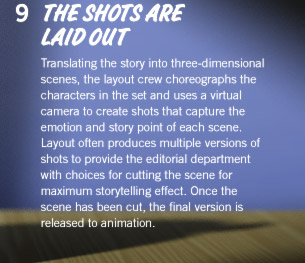 9 THE SHOTS ARE
LAID OUT
Translating the story into three-dimensional
scenes, the layout crew choreographs the
characters in the set and uses a virtual
camera to create shots that capture the
emotion and story point of each scene.
Layout often produces multiple versions of
shots to provide the editorial department
with choices for cutting the scene for
maximum storytelling effect. Once the
scene has been cut, the final version is
released to animation.